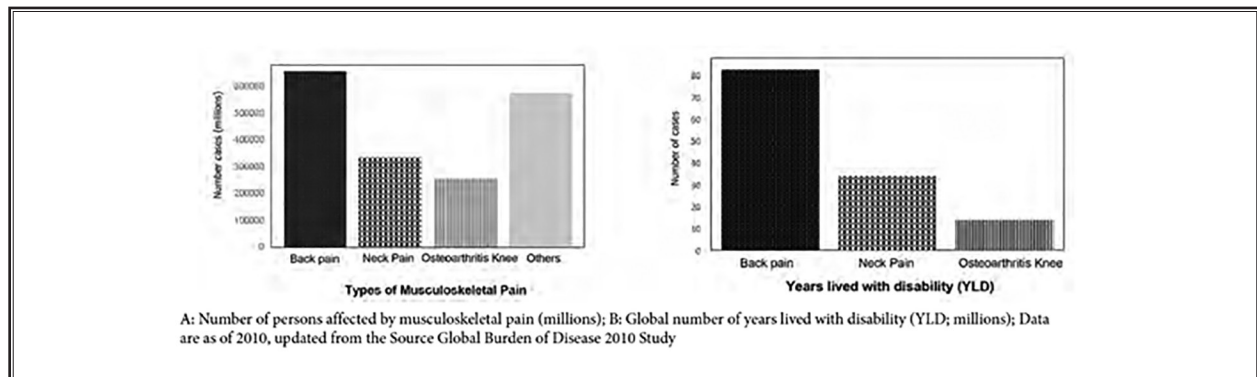 Number cases (millions)
600000
500000
400000
300000
200000
100000
0
Back pain Neck Pain Osteoarthritis Knee Others
Types of Musculoskeletal Pain
Number of cases
80
70
60
50
40
30
20
10
0
Back pain Neck Pain Osteoarthritis Knee
Years lived with disability (YLD)
A: Number of persons affected by musculoskeletal pain (millions); B: Global number of years lived with disability (YLD; millions); Data
are as of 2010, updated from the Source Global Burden of Disease 2010 Study